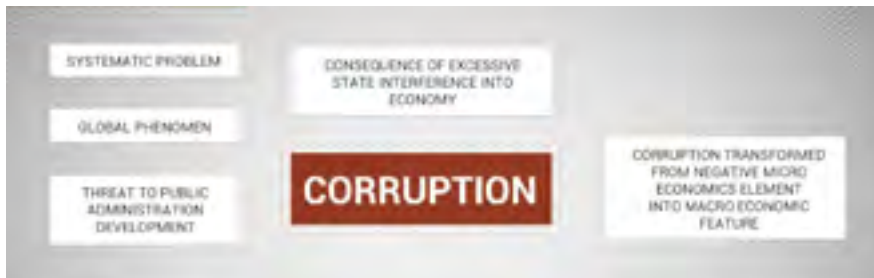 SYSTEMATIC PROBLEM
GLOBAL PHENOMEN
THREAT TO PUBLIC
ADMINISTRATION
DEVELOPMENT
CONSEQUENCE OF EXCESSIVE
STATE INTERFERENCE INTO
ECONOMY
CORRUPTION
CORRUPTION TRANSFORMED
FROM NEGATIVE MICRO
ECONOMICS ELEMENT
INTO MACRO ECONOMIC
FEATURE